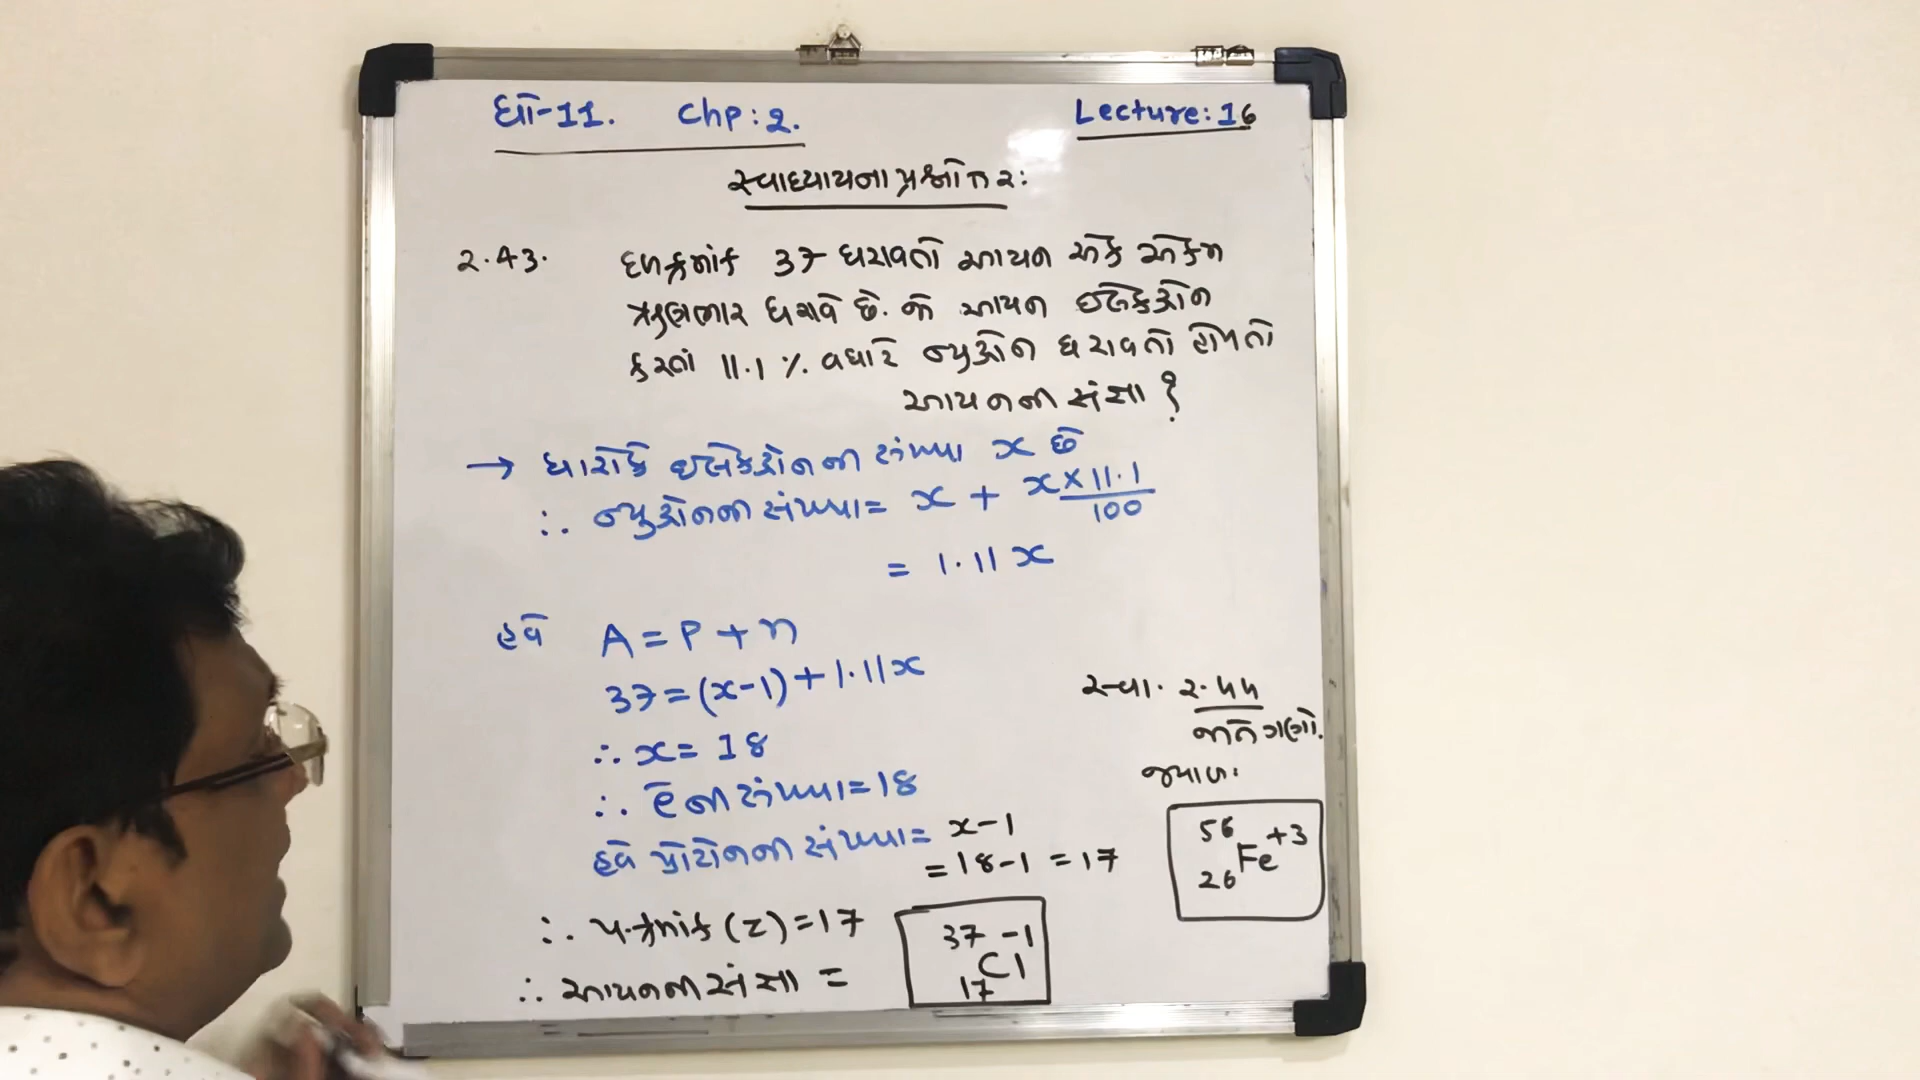 ધો-11. Chp: 2. Lecture: 16
સ્વાધ્યાયના પ્રશ્નોત્તર:
2.43. દળક્રમાંક 37 ધરાવતો આયન એક એકમ
ઋણભાર ધરાવે છે. જો આયન ઈલેક્ટ્રોન
કરતાં 11.1 % વધારે ન્યુટ્રોન ધરાવતો હોય તો
આયનની સંજ્ઞા ?
→ ધારોકે ઈલેક્ટ્રોનની સંખ્યા x છે
∴ ન્યુટ્રોનની સંખ્યા = x + x × 11.1 / 100
= 1.11 x
હવે A = P + n
37 = (x-1) + 1.11x
∴ x = 18
∴ e̅ ની સંખ્યા = 18
હવે પ્રોટોનની સંખ્યા = x - 1
= 18 - 1 = 17
∴ પ.ક્રમાંક (Z) = 17
∴ આયનની સંજ્ઞા =
37 -1
Cl
17
સ્વા. 2.44
જાતે ગણો.
જવાબ.
56 +3
Fe
26